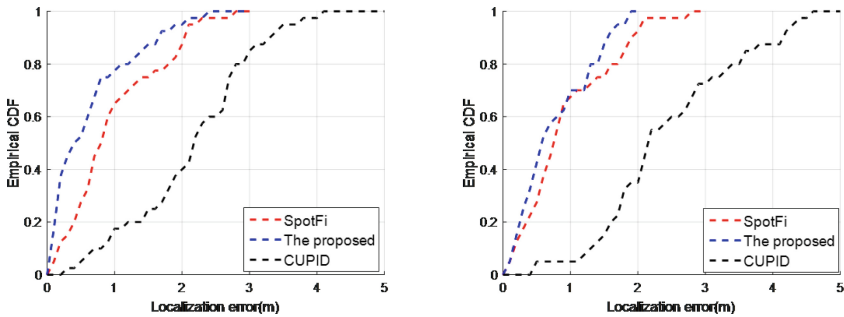 1
0.8
0.6
0.4
0.2
0
Empirical CDF
SpotFi
The proposed
CUPID
0 1 2 3 4 5
Localization error(m)
1
0.8
0.6
0.4
0.2
0
Empirical CDF
SpotFi
The proposed
CUPID
0 1 2 3 4 5
Localization error(m)